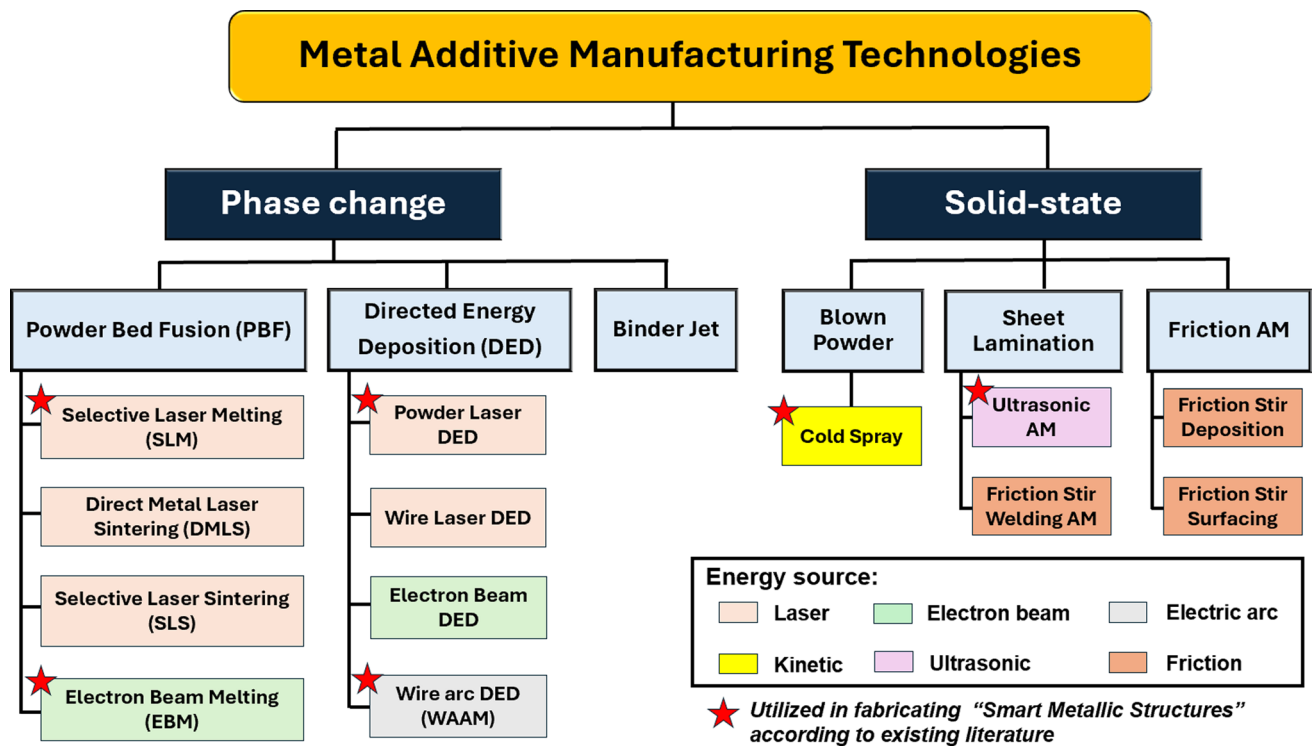 Metal Additive Manufacturing Technologies
Phase change
Solid-state
Powder Bed Fusion (PBF)
Directed Energy
Deposition (DED)
Binder Jet
Blown
Powder
Sheet
Lamination
Friction AM
Selective Laser Melting
(SLM)
Direct Metal Laser
Sintering (DMLS)
Selective Laser Sintering
(SLS)
Electron Beam Melting
(EBM)
Powder Laser
DED
Wire Laser DED
Electron Beam
DED
Wire arc DED
(WAAM)
Cold Spray
Ultrasonic
AM
Friction Stir
Welding AM
Friction Stir
Deposition
Friction Stir
Surfacing
Energy source:
Laser
Electron beam
Electric arc
Kinetic
Ultrasonic
Friction
Utilized in fabricating “Smart Metallic Structures”
according to existing literature